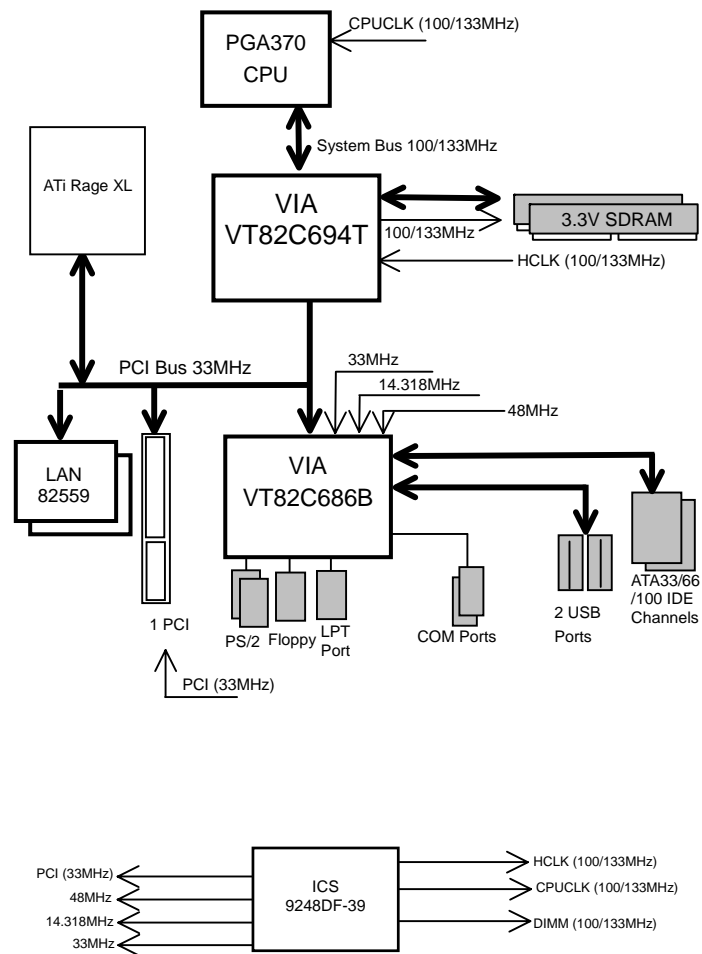 CPUCLK (100/133MHz)
PGA370
CPU
System Bus 100/133MHz
ATi Rage XL
VIA
VT82C694T
3.3V SDRAM
100/133MHz
HCLK (100/133MHz)
PCI Bus 33MHz
33MHz
14.318MHz
48MHz
LAN
82559
VIA
VT82C686B
1 PCI
PS/2
Floppy
LPT
Port
COM Ports
2 USB
Ports
ATA33/66
/100 IDE
Channels
PCI (33MHz)
PCI (33MHz)
48MHz
14.318MHz
33MHz
ICS
9248DF-39
HCLK (100/133MHz)
CPUCLK (100/133MHz)
DIMM (100/133MHz)